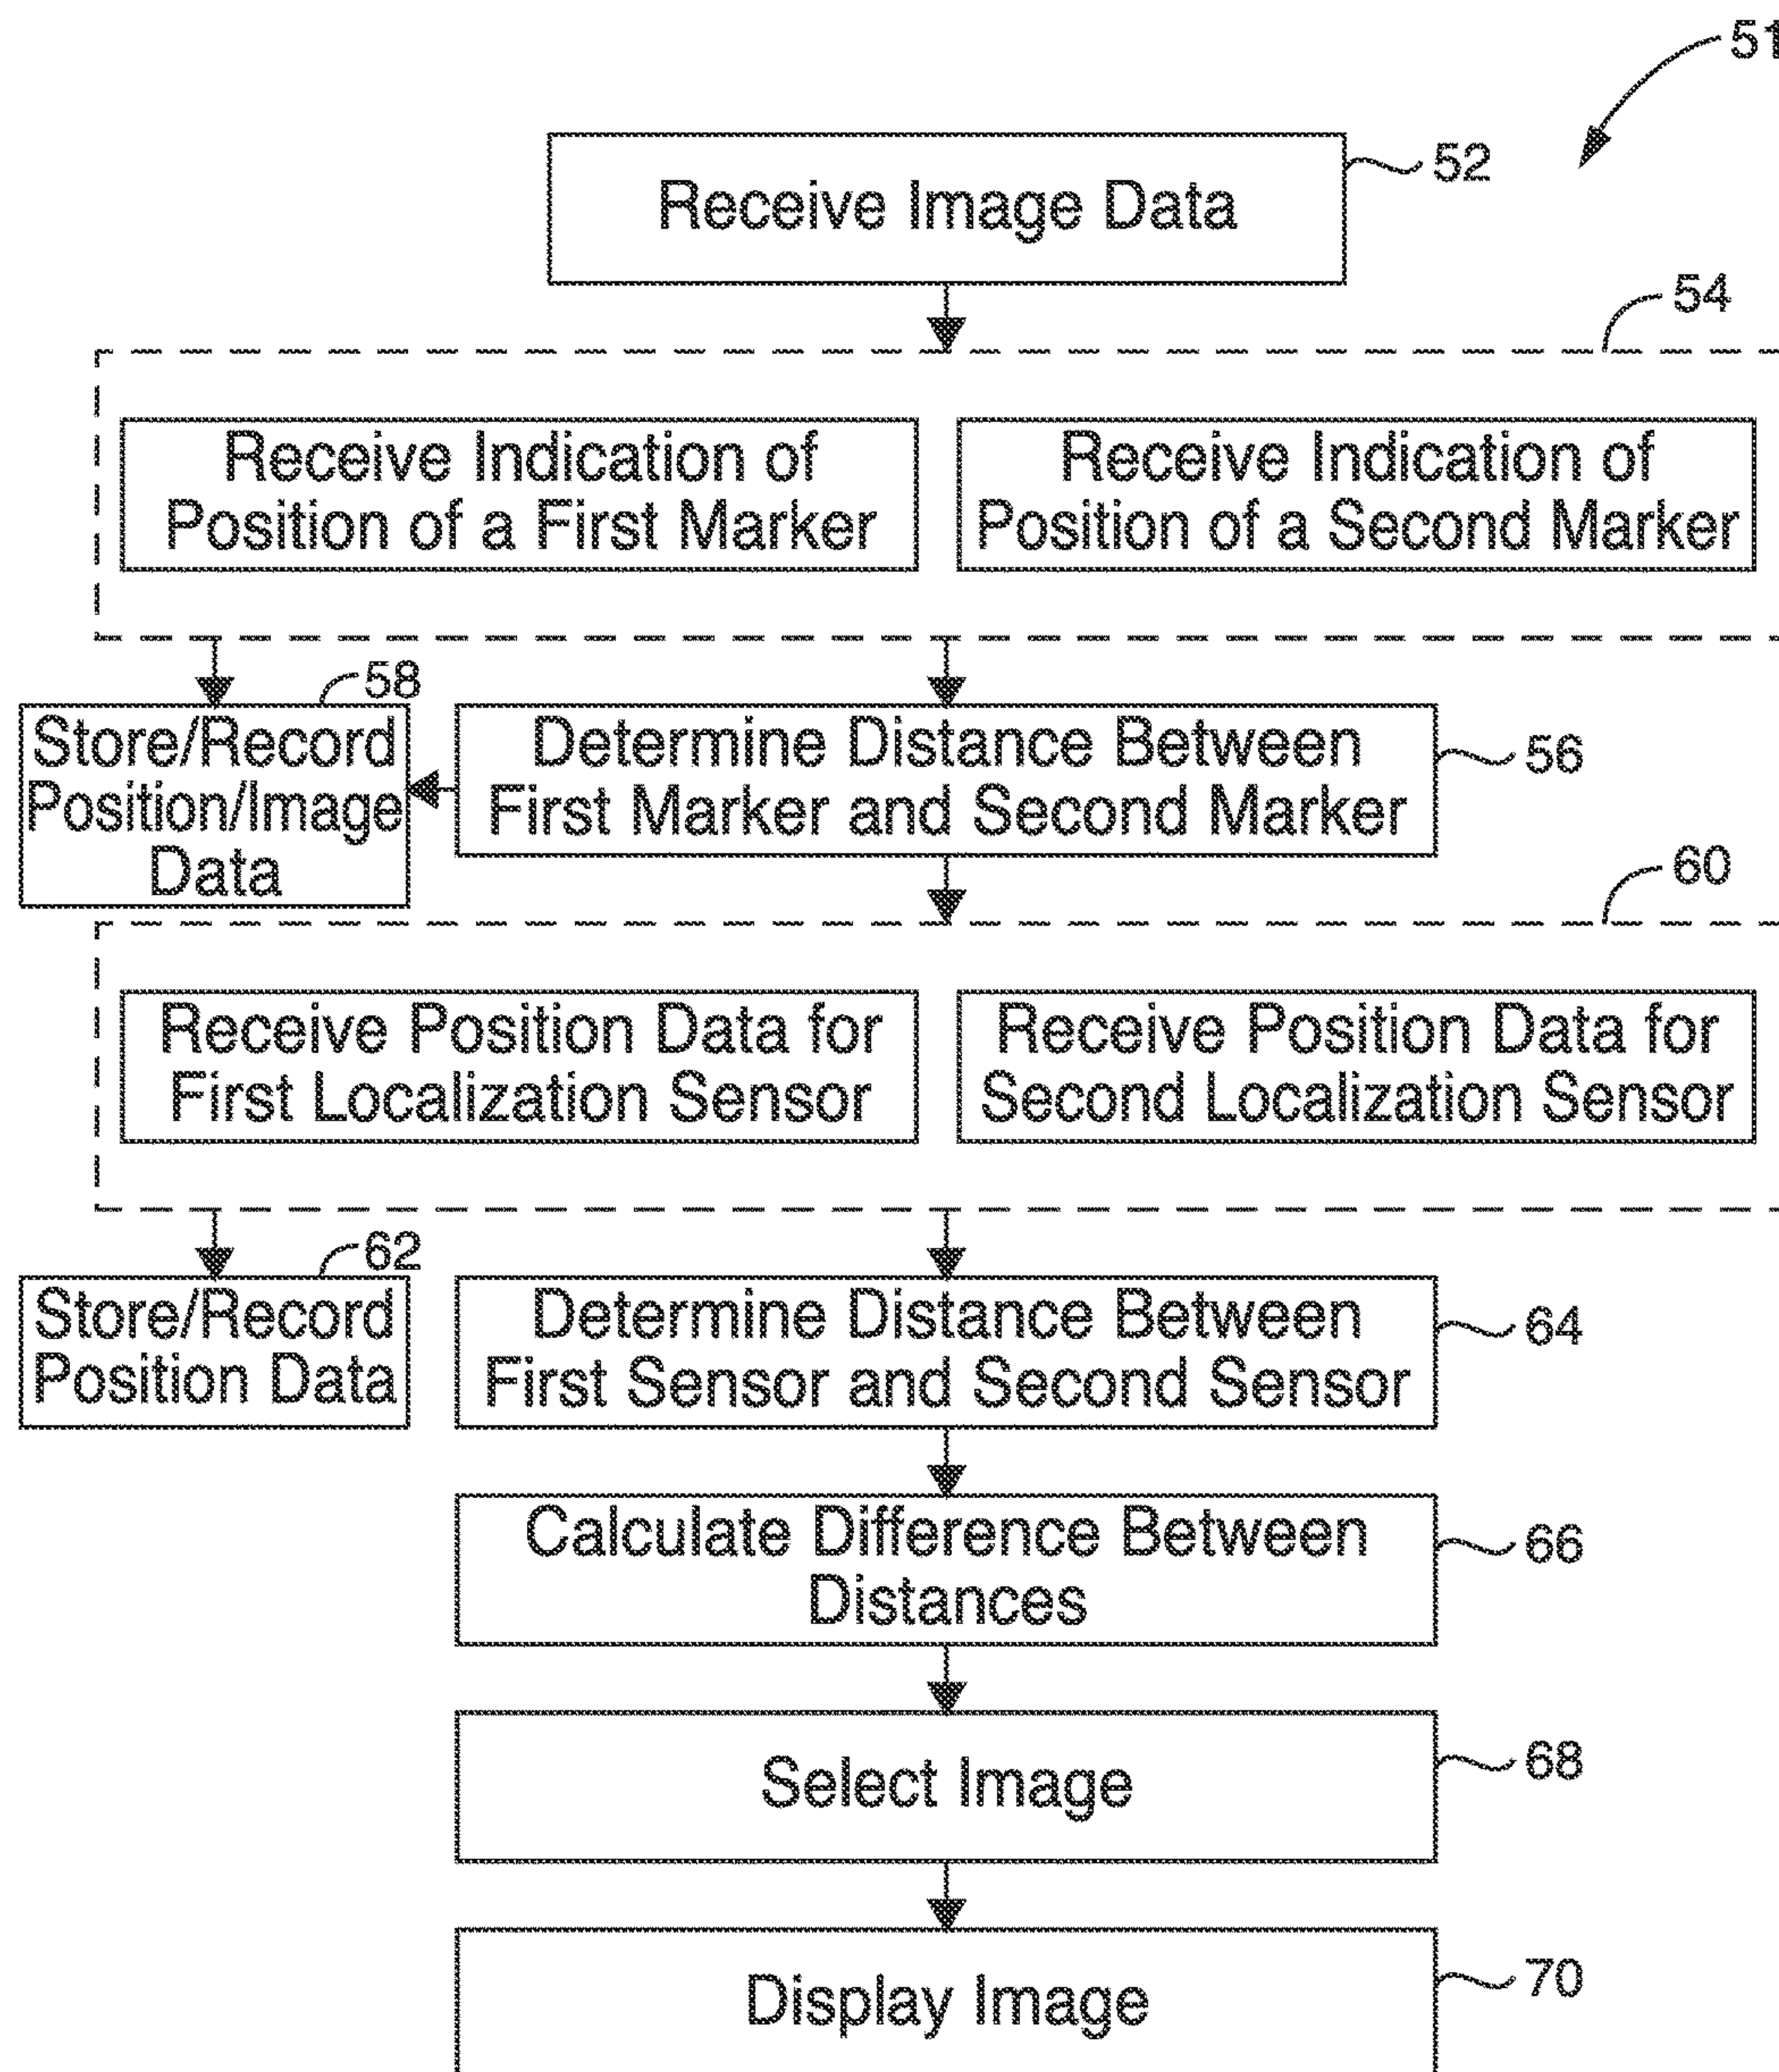 51
Receive Image Data
52
54
Receive Indication of
Position of a First Marker
Receive Indication of
Position of a Second Marker
58
Store/Record
Position/Image
Data
Determine Distance Between
First Marker and Second Marker
56
60
Receive Position Data for
First Localization Sensor
Receive Position Data for
Second Localization Sensor
62
Store/Record
Position Data
Determine Distance Between
First Sensor and Second Sensor
64
Calculate Difference Between
Distances
66
Select Image
68
Display Image
70